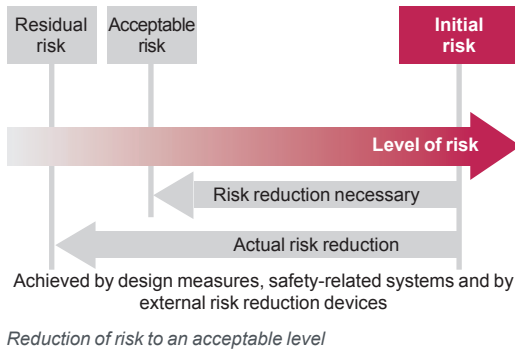 Residual
risk
Acceptable
risk
Initial
risk
Level of risk
Risk reduction necessary
Actual risk reduction
Achieved by design measures, safety-related systems and by
external risk reduction devices
Reduction of risk to an acceptable level